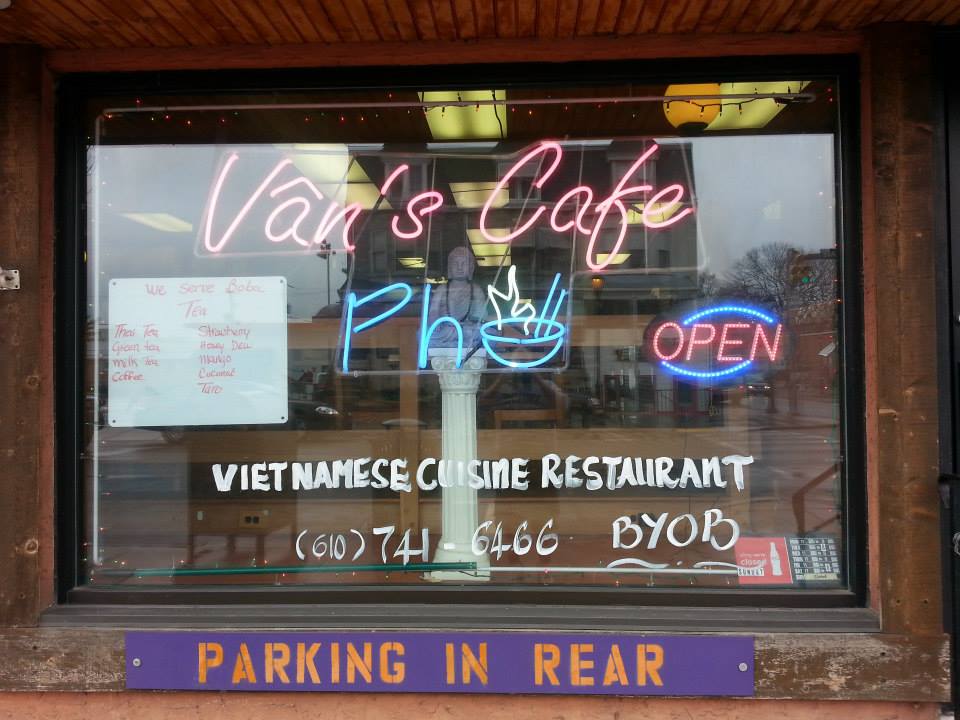 Vân's Cafe
Phở
OPEN
We Serve Boba
Tea
Thai Tea Strawberry
Green tea Honey Dew
milk tea Mango
Coffee Coconut
Taro
VIETNAMESE CUISINE RESTAURANT
(610) 741 6466 BYOB
closed
PARKING IN REAR